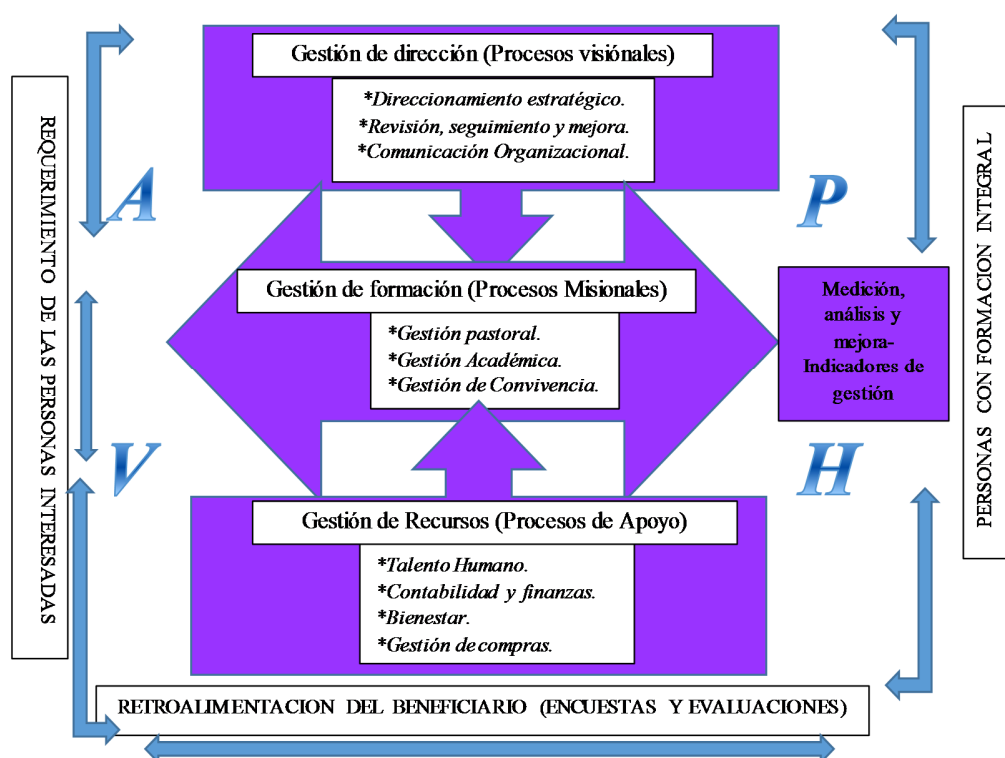 Gestión de dirección (Procesos visiónales)
*Direccionamiento estratégico.
*Revisión, seguimiento y mejora.
*Comunicación Organizacional.
A
P
REQUERIMIENTO DE LAS PERSONAS INTERESADAS
PERSONAS CON FORMACION INTEGRAL
Gestión de formación (Procesos Misionales)
*Gestión pastoral.
*Gestión Académica.
*Gestión de Convivencia.
Medición,
análisis y
mejora-
Indicadores de
gestión
V
H
Gestión de Recursos (Procesos de Apoyo)
*Talento Humano.
*Contabilidad y finanzas.
*Bienestar.
*Gestión de compras.
RETROALIMENTACION DEL BENEFICIARIO (ENCUESTAS Y EVALUACIONES)